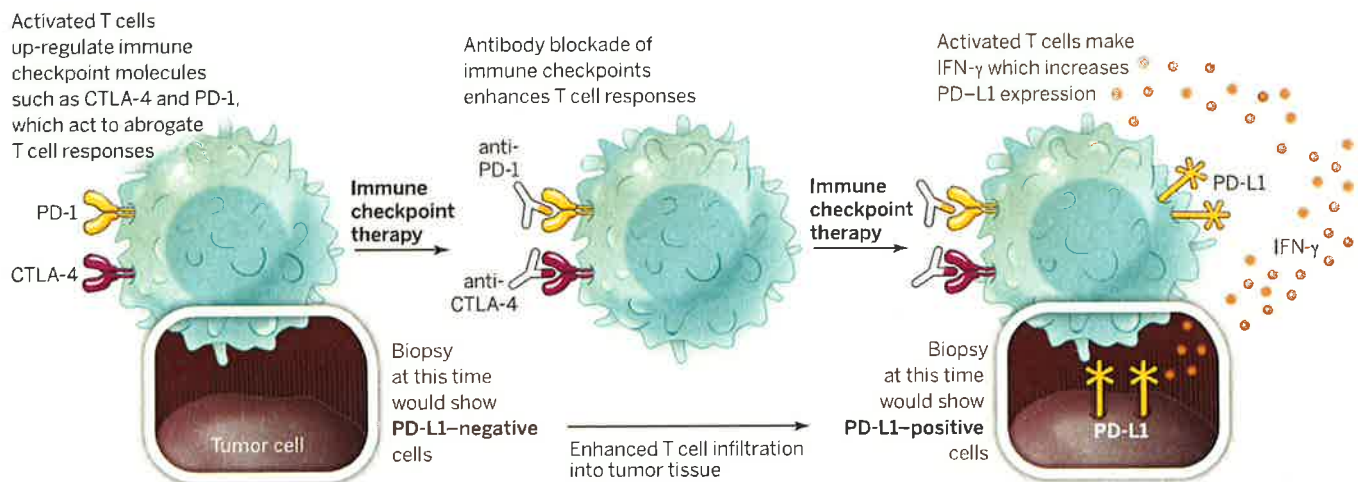 Activated T cells
up-regulate immune
checkpoint molecules
such as CTLA-4 and PD-1,
which act to abrogate
T cell responses
PD-1
CTLA-4
Tumor cell
Immune
checkpoint
therapy
Biopsy
at this time
would show
PD-L1–negative
cells
Antibody blockade of
immune checkpoints
enhances T cell responses
anti-
PD-1
anti-
CTLA-4
Immune
checkpoint
therapy
Enhanced T cell infiltration
into tumor tissue
Activated T cells make
IFN-γ which increases
PD–L1 expression
PD-L1
IFN-γ
Biopsy
at this time
would show
PD-L1–positive
cells
PD-L1